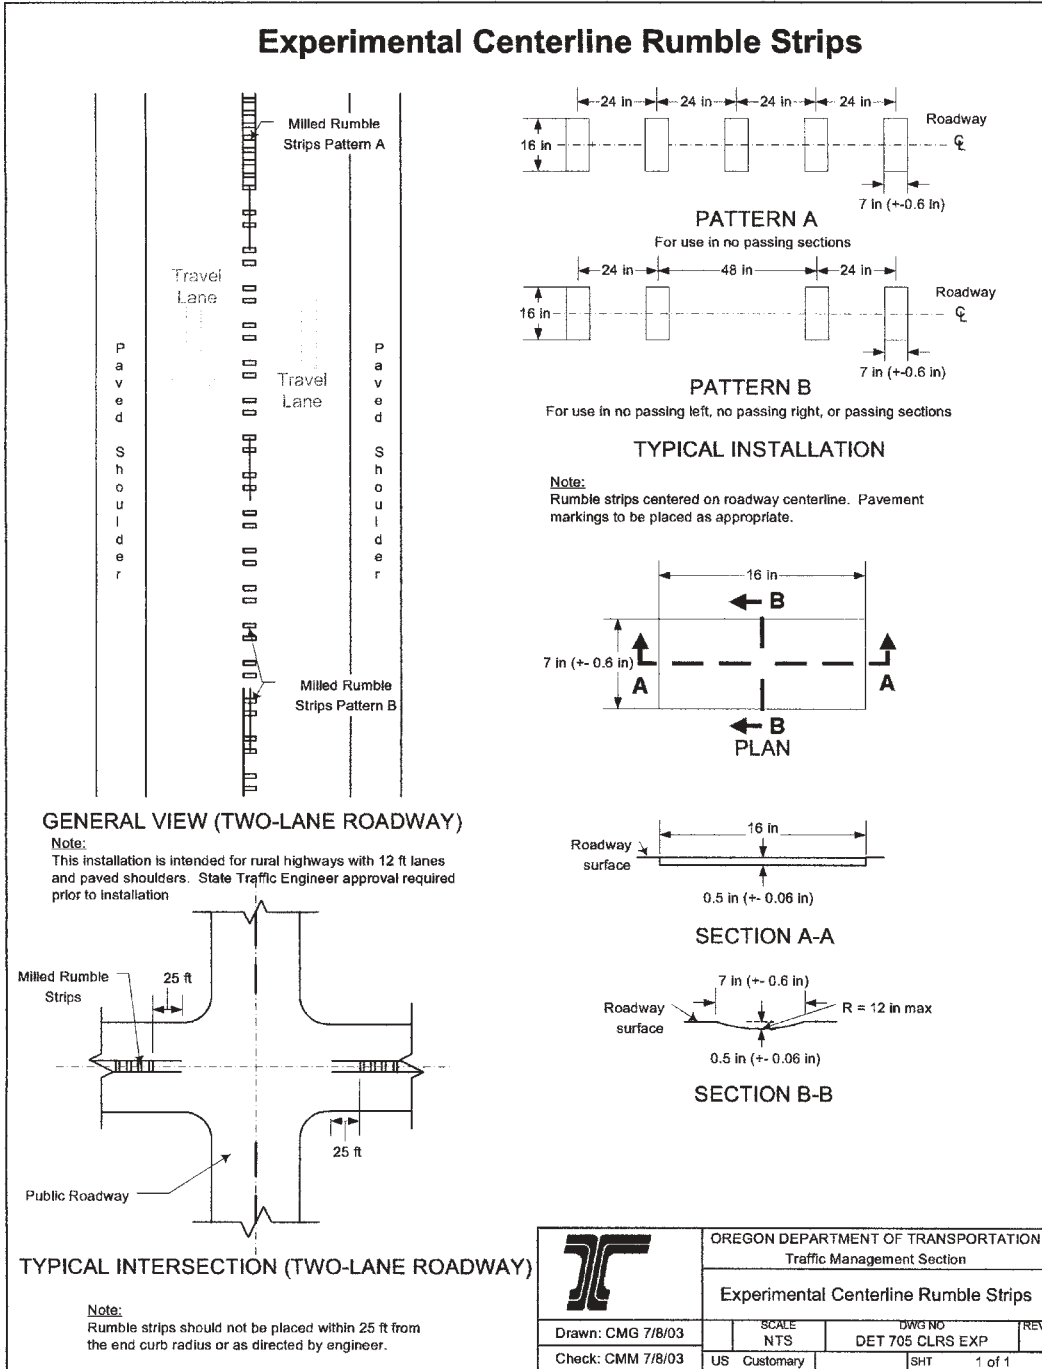 Experimental Centerline Rumble Strips
Milled Rumble
Strips Pattern A
Travel
Lane
Travel
Lane
Paved Shoulder
Paved Shoulder
Milled Rumble
Strips Pattern B
GENERAL VIEW (TWO-LANE ROADWAY)
Note:
This installation is intended for rural highways with 12 ft lanes
and paved shoulders. State Traffic Engineer approval required
prior to installation
24 in 24 in 24 in 24 in
16 in
Roadway
CL
7 in (+-0.6 in)
PATTERN A
For use in no passing sections
24 in 48 in 24 in
16 in
Roadway
CL
7 in (+-0.6 in)
PATTERN B
For use in no passing left, no passing right, or passing sections
TYPICAL INSTALLATION
Note:
Rumble strips centered on roadway centerline. Pavement
markings to be placed as appropriate.
16 in
B
7 in (+- 0.6 in)
A A
B
PLAN
16 in
Roadway
surface
0.5 in (+- 0.06 in)
SECTION A-A
7 in (+- 0.6 in)
Roadway
surface
R = 12 in max
0.5 in (+- 0.06 in)
SECTION B-B
Milled Rumble
Strips
25 ft
25 ft
Public Roadway
TYPICAL INTERSECTION (TWO-LANE ROADWAY)
Note:
Rumble strips should not be placed within 25 ft from
the end curb radius or as directed by engineer.
OREGON DEPARTMENT OF TRANSPORTATION
Traffic Management Section
Experimental Centerline Rumble Strips
Drawn: CMG 7/8/03
SCALE
NTS
DWG NO
DET 705 CLRS EXP
REV
Check: CMM 7/8/03
US Customary
SHT 1 of 1